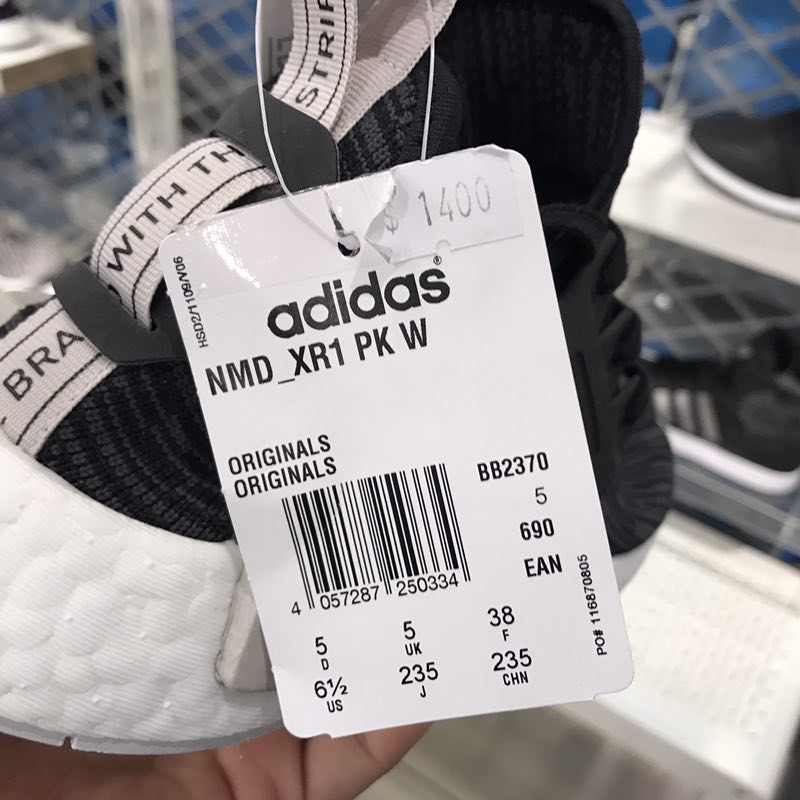 STRIP
WITH TH
BRA
$ 1400
HSD2/1109/V06
adidas®
NMD_XR1 PK W
ORIGINALS
ORIGINALS
BB2370
5
690
EAN
4 057287 250334
PO# 116870805
5 5 38
D UK F
6½ 235 235
US J CHN